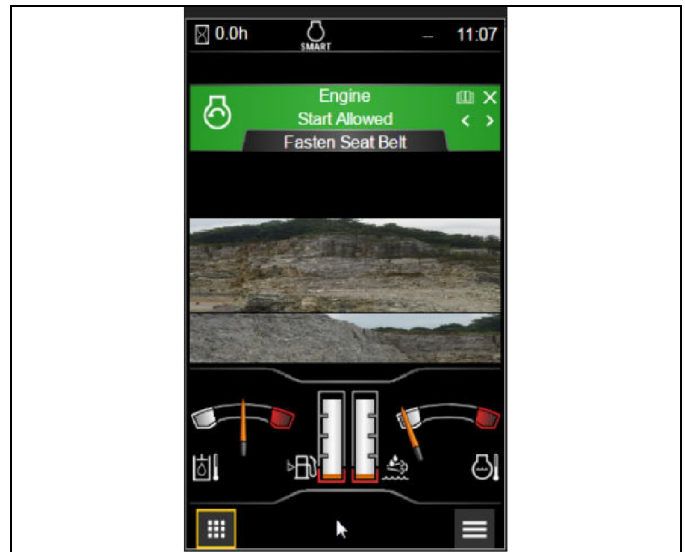 0.0h
SMART
11:07
Engine
Start Allowed
Fasten Seat Belt